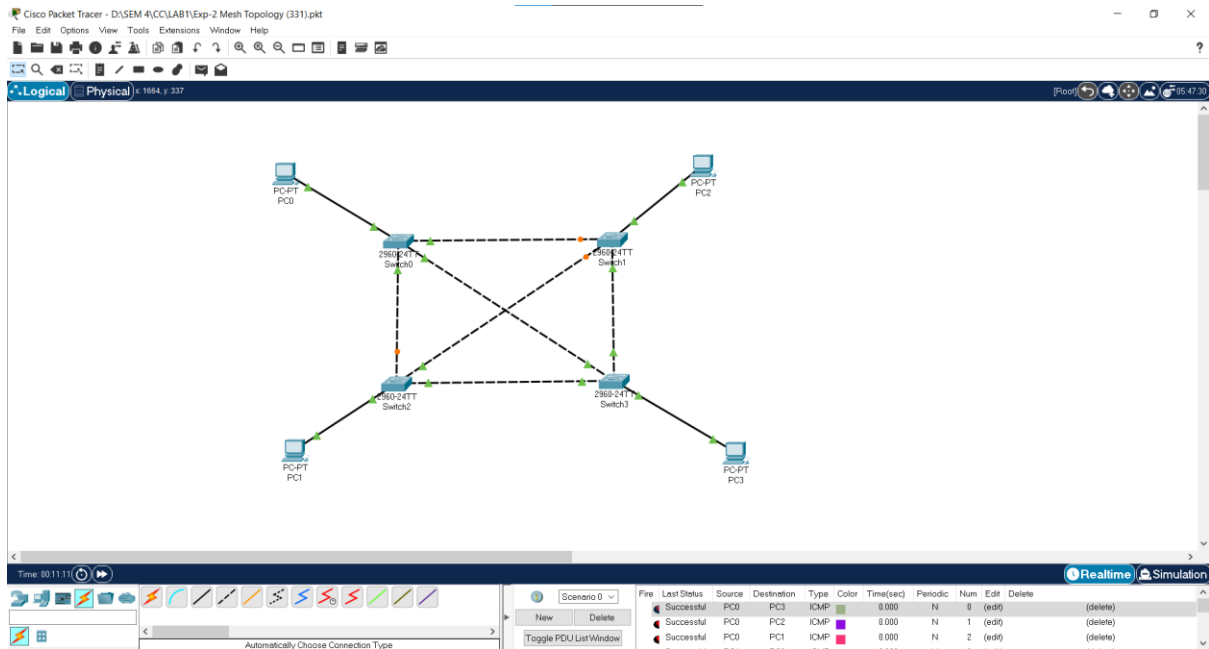 Cisco Packet Tracer - D:\SEM 4\CC\LAB1\Exp-2 Mesh Topology (331).pkt
File Edit Options View Tools Extensions Window Help
?
Logical Physical x: 1664, y: 337 [Root] 05:47:30
PC-PT
PC0
PC-PT
PC2
2960-24TT
Switch0
2960-24TT
Switch1
2960-24TT
Switch2
2960-24TT
Switch3
PC-PT
PC1
PC-PT
PC3
Time: 00:11:11 Realtime Simulation
Scenario 0
New Delete
Toggle PDU List Window
Automatically Choose Connection Type
Fire Last Status Source Destination Type Color Time(sec) Periodic Num Edit Delete
Successful PC0 PC3 ICMP 0.000 N 0 (edit) (delete)
Successful PC0 PC2 ICMP 0.000 N 1 (edit) (delete)
Successful PC0 PC1 ICMP 0.000 N 2 (edit) (delete)